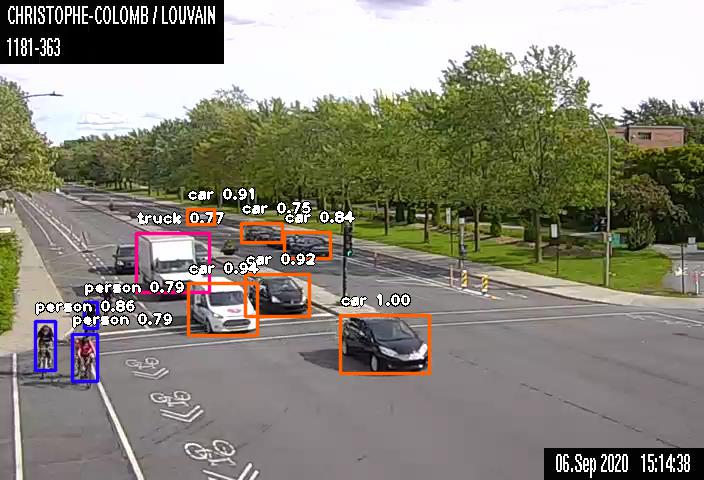 CHRISTOPHE-COLOMB / LOUVAIN
1181-363
car 0.91
car 0.75
truck 0.77
car 0.84
car 0.92
car 0.94
person 0.79
car 1.00
person 0.86
person 0.79
06.Sep 2020 15:14:38